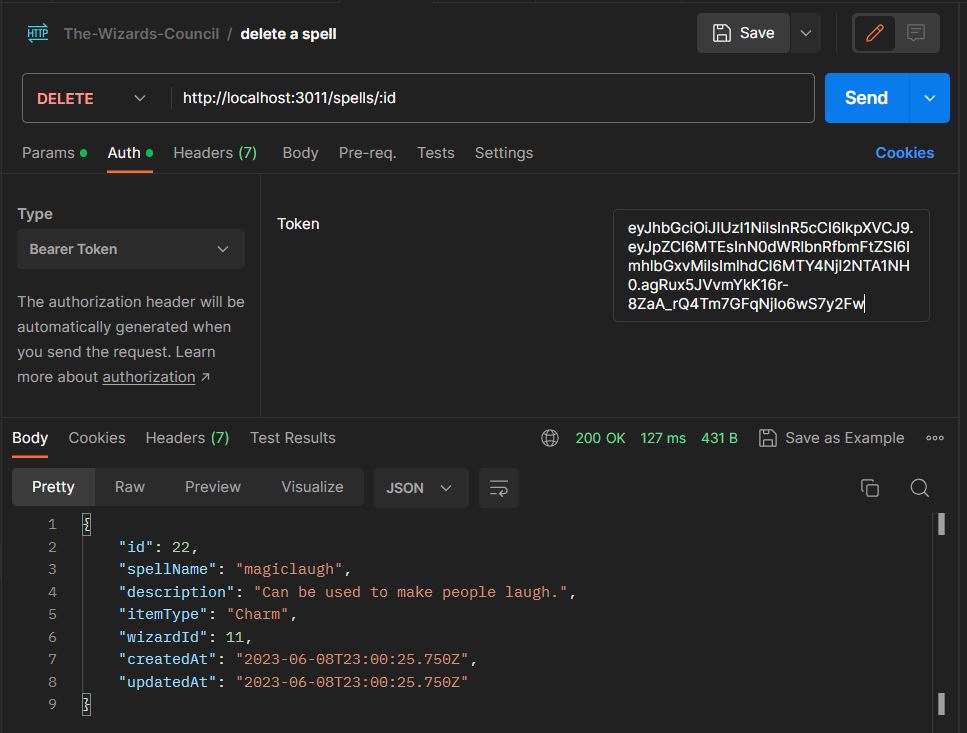 HTTP The-Wizards-Council / delete a spell Save
DELETE http://localhost:3011/spells/:id Send
Params Auth Headers (7) Body Pre-req. Tests Settings Cookies
Type
Token
Bearer Token
eyJhbGciOiJIUzI1NiIsInR5cCI6IkpXVCJ9.
eyJpZCI6MTEsInN0dWRlbnRfbmFtZSI6I
mhlbGxvMiIsImlhdCI6MTY4NjI2NTA1NH
0.agRux5JVvmYkK16r-
8ZaA_rQ4Tm7GFqNjIo6wS7y2Fw
The authorization header will be
automatically generated when
you send the request. Learn
more about authorization ↗
Body Cookies Headers (7) Test Results 200 OK 127 ms 431 B Save as Example
Pretty Raw Preview Visualize JSON
1 {
2 "id": 22,
3 "spellName": "magiclaugh",
4 "description": "Can be used to make people laugh.",
5 "itemType": "Charm",
6 "wizardId": 11,
7 "createdAt": "2023-06-08T23:00:25.750Z",
8 "updatedAt": "2023-06-08T23:00:25.750Z"
9 }